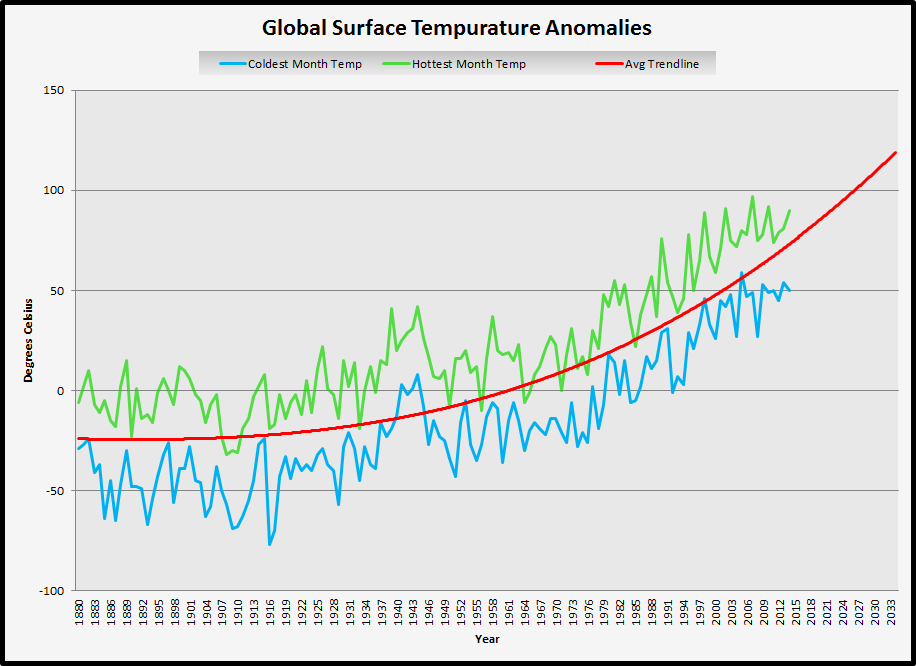 Global Surface Tempurature Anomalies
Coldest Month Temp Hottest Month Temp Avg Trendline
150
100
50
0
-50
-100
Degrees Celsius
1880 1883 1886 1889 1892 1895 1898 1901 1904 1907 1910 1913 1916 1919 1922 1925 1928 1931 1934 1937 1940 1943 1946 1949 1952 1955 1958 1961 1964 1967 1970 1973 1976 1979 1982 1985 1988 1991 1994 1997 2000 2003 2006 2009 2012 2015 2018 2021 2024 2027 2030 2033
Year